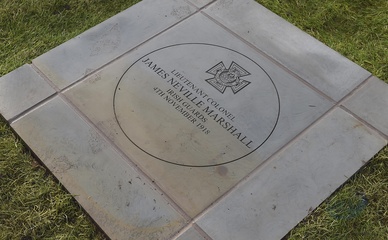 LIEUTENANT COLONEL
JAMES NEVILLE MARSHALL
IRISH GUARDS
4TH NOVEMBER 1918